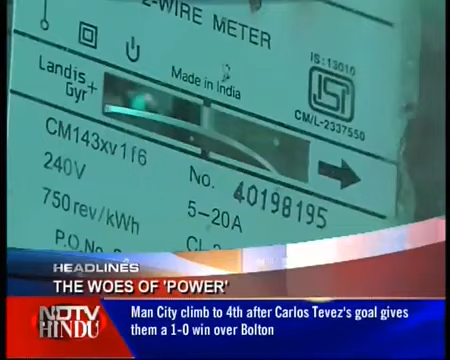 2-WIRE METER
Landis+
Gyr
Made in India
IS:13010
ISI
CM/L-2337550
CM143xv1f6
240V
750rev/kWh
P.O.No.
No. 40198195
5-20A
HEADLINES
THE WOES OF 'POWER'
NDTV
HINDU
Man City climb to 4th after Carlos Tevez's goal gives
them a 1-0 win over Bolton